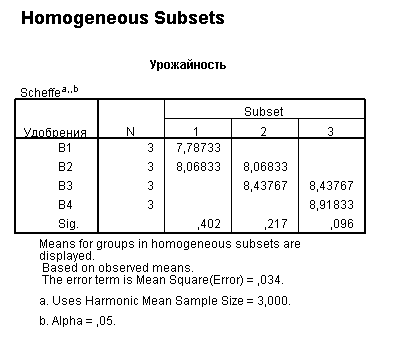 Homogeneous Subsets
Урожайность
Scheffe a,,b
Удобрения N Subset
1 2 3
B1 3 7,78733
B2 3 8,06833 8,06833
B3 3 8,43767 8,43767
B4 3 8,91833
Sig. ,402 ,217 ,096
Means for groups in homogeneous subsets are
displayed.
Based on observed means.
The error term is Mean Square(Error) = ,034.
a. Uses Harmonic Mean Sample Size = 3,000.
b. Alpha = ,05.